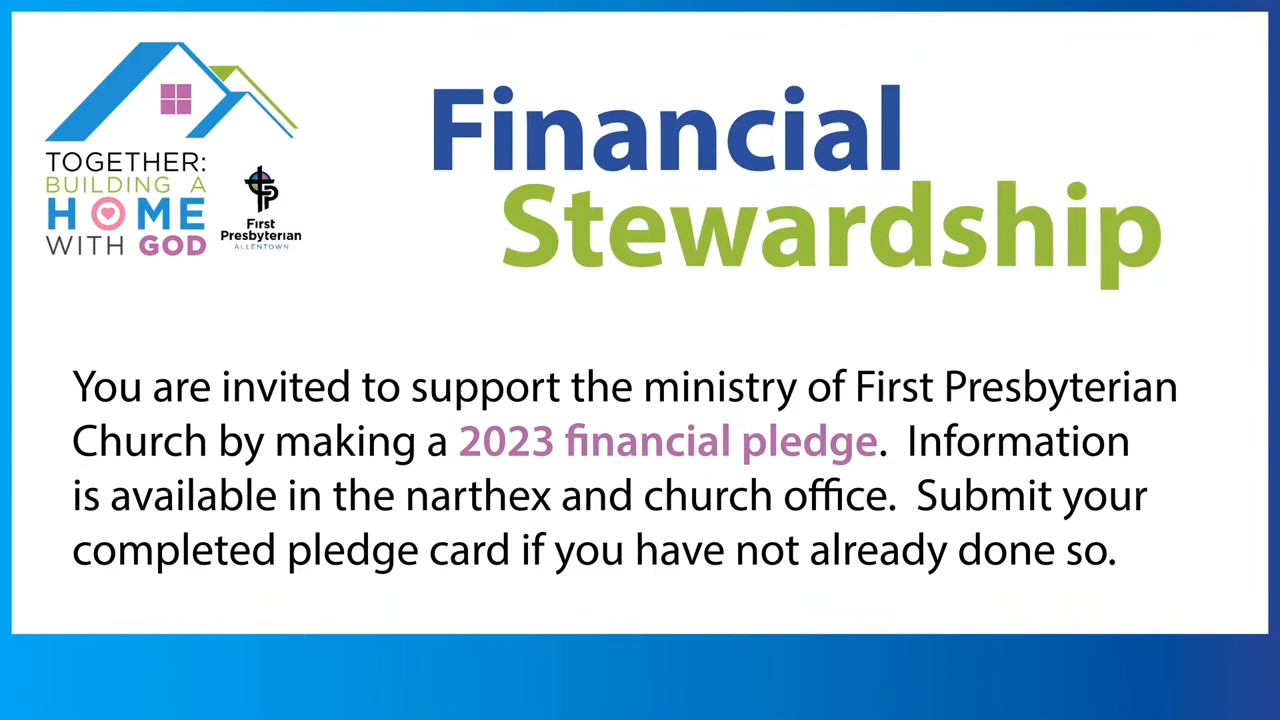 TOGETHER:
BUILDING A
HOME
WITH GOD
First
Presbyterian
ALLENTOWN
Financial
Stewardship
You are invited to support the ministry of First Presbyterian
Church by making a 2023 financial pledge.  Information
is available in the narthex and church office.  Submit your
completed pledge card if you have not already done so.